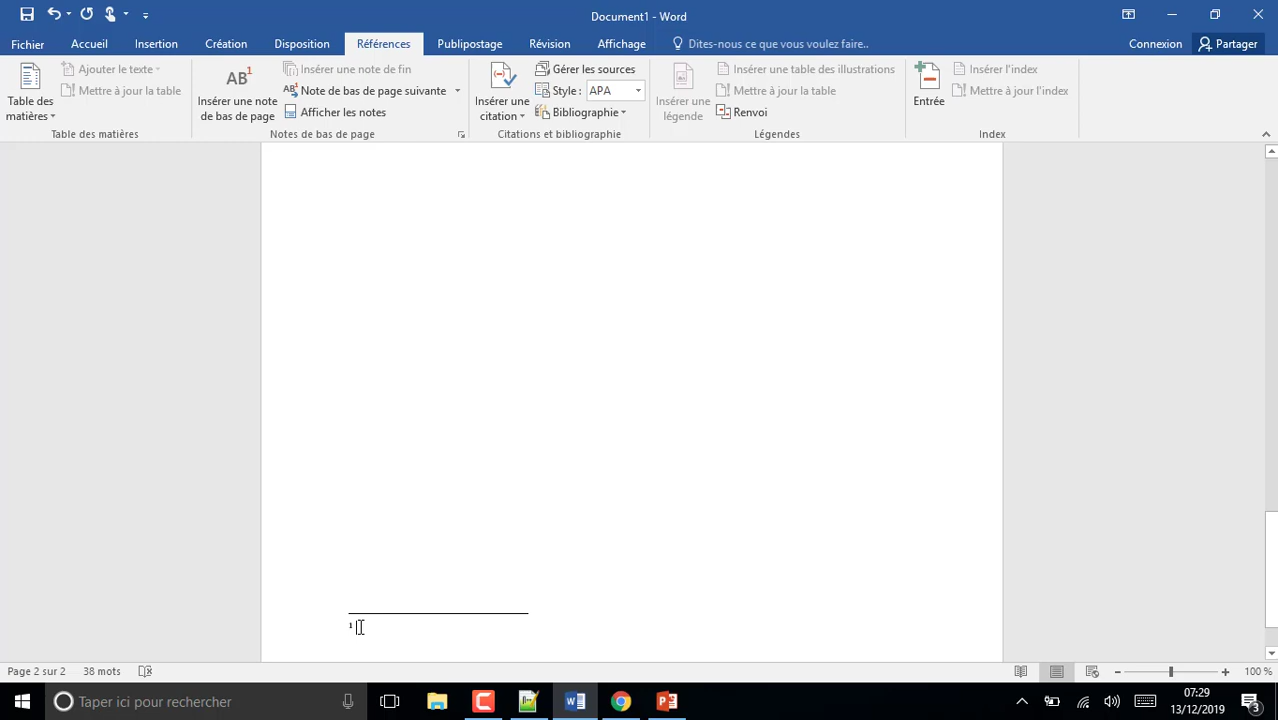 Document1 - Word
Fichier Accueil Insertion Création Disposition Références Publipostage Révision Affichage Dites-nous ce que vous voulez faire.. Connexion Partager
Table des matières
Ajouter le texte
Mettre à jour la table
Table des matières
AB1
Insérer une note de bas de page
Insérer une note de fin
AB1 Note de bas de page suivante
Afficher les notes
Notes de bas de page
Insérer une citation
Gérer les sources
Style : APA
Bibliographie
Citations et bibliographie
Insérer une légende
Insérer une table des illustrations
Mettre à jour la table
Renvoi
Légendes
Entrée
Insérer l'index
Mettre à jour l'index
Index
1
Page 2 sur 2 38 mots 100 %
Taper ici pour rechercher
07:29
13/12/2019
3